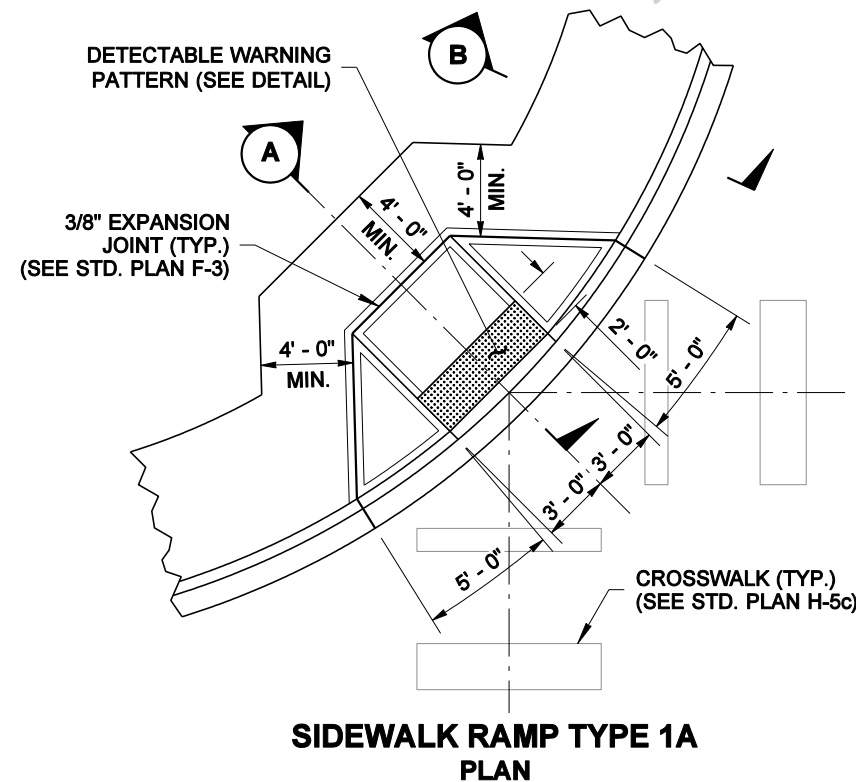 DETECTABLE WARNING
PATTERN (SEE DETAIL)
B
A
3/8" EXPANSION
JOINT (TYP.)
(SEE STD. PLAN F-3)
4' - 0"
MIN.
4' - 0"
MIN.
4' - 0"
MIN.
2' - 0"
5' - 0"
3' - 0"
3' - 0"
5' - 0"
CROSSWALK (TYP.)
(SEE STD. PLAN H-5c)
SIDEWALK RAMP TYPE 1A
PLAN